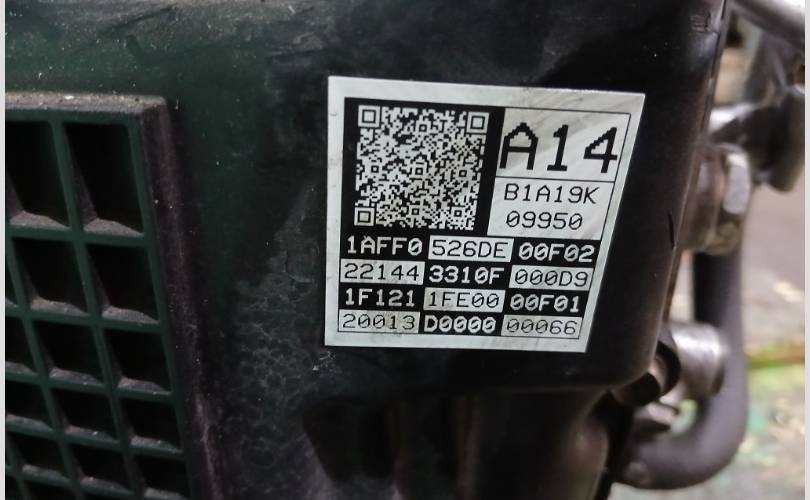 A14
B1A19K
09950
1AFF0 526DE 00F02
22144 3310F 000D9
1F121 1FE00 00F01
20013 D0000 00066